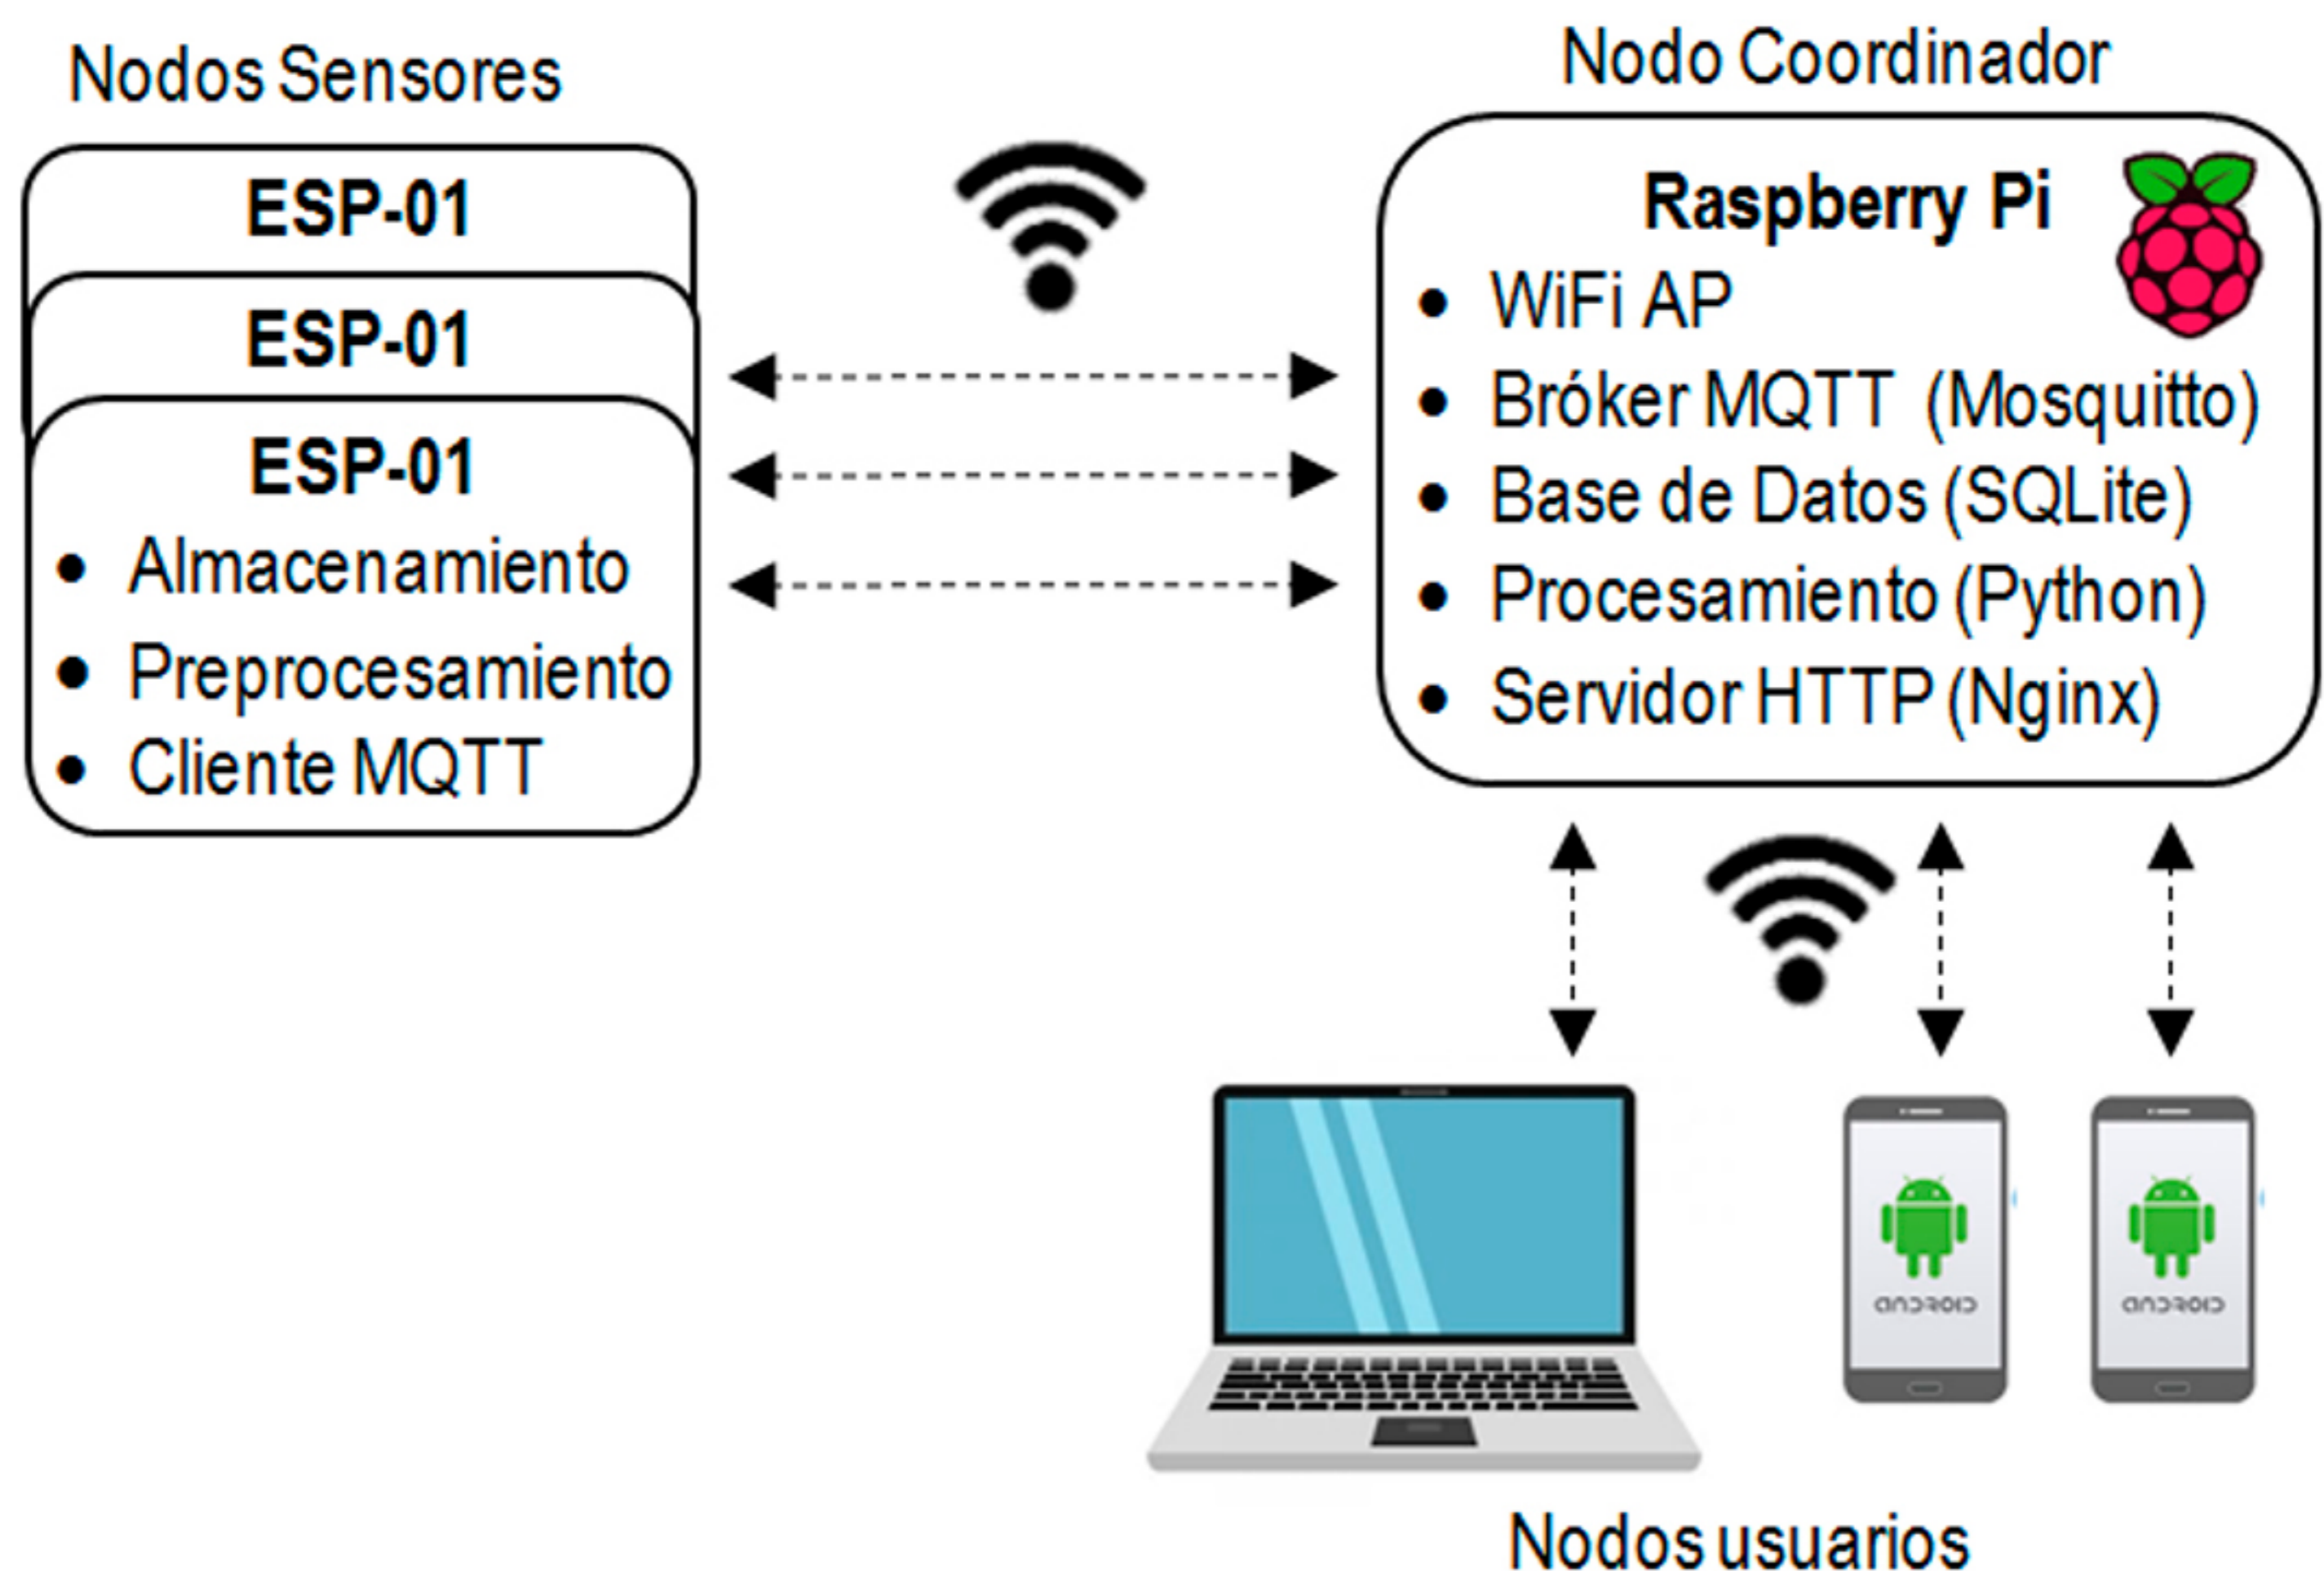 Nodos Sensores
ESP-01
ESP-01
ESP-01
• Almacenamiento
• Preprocesamiento
• Cliente MQTT
Nodo Coordinador
Raspberry Pi
• WiFi AP
• Bróker MQTT (Mosquitto)
• Base de Datos (SQLite)
• Procesamiento (Python)
• Servidor HTTP (Nginx)
ANDROID
ANDROID
Nodos usuarios